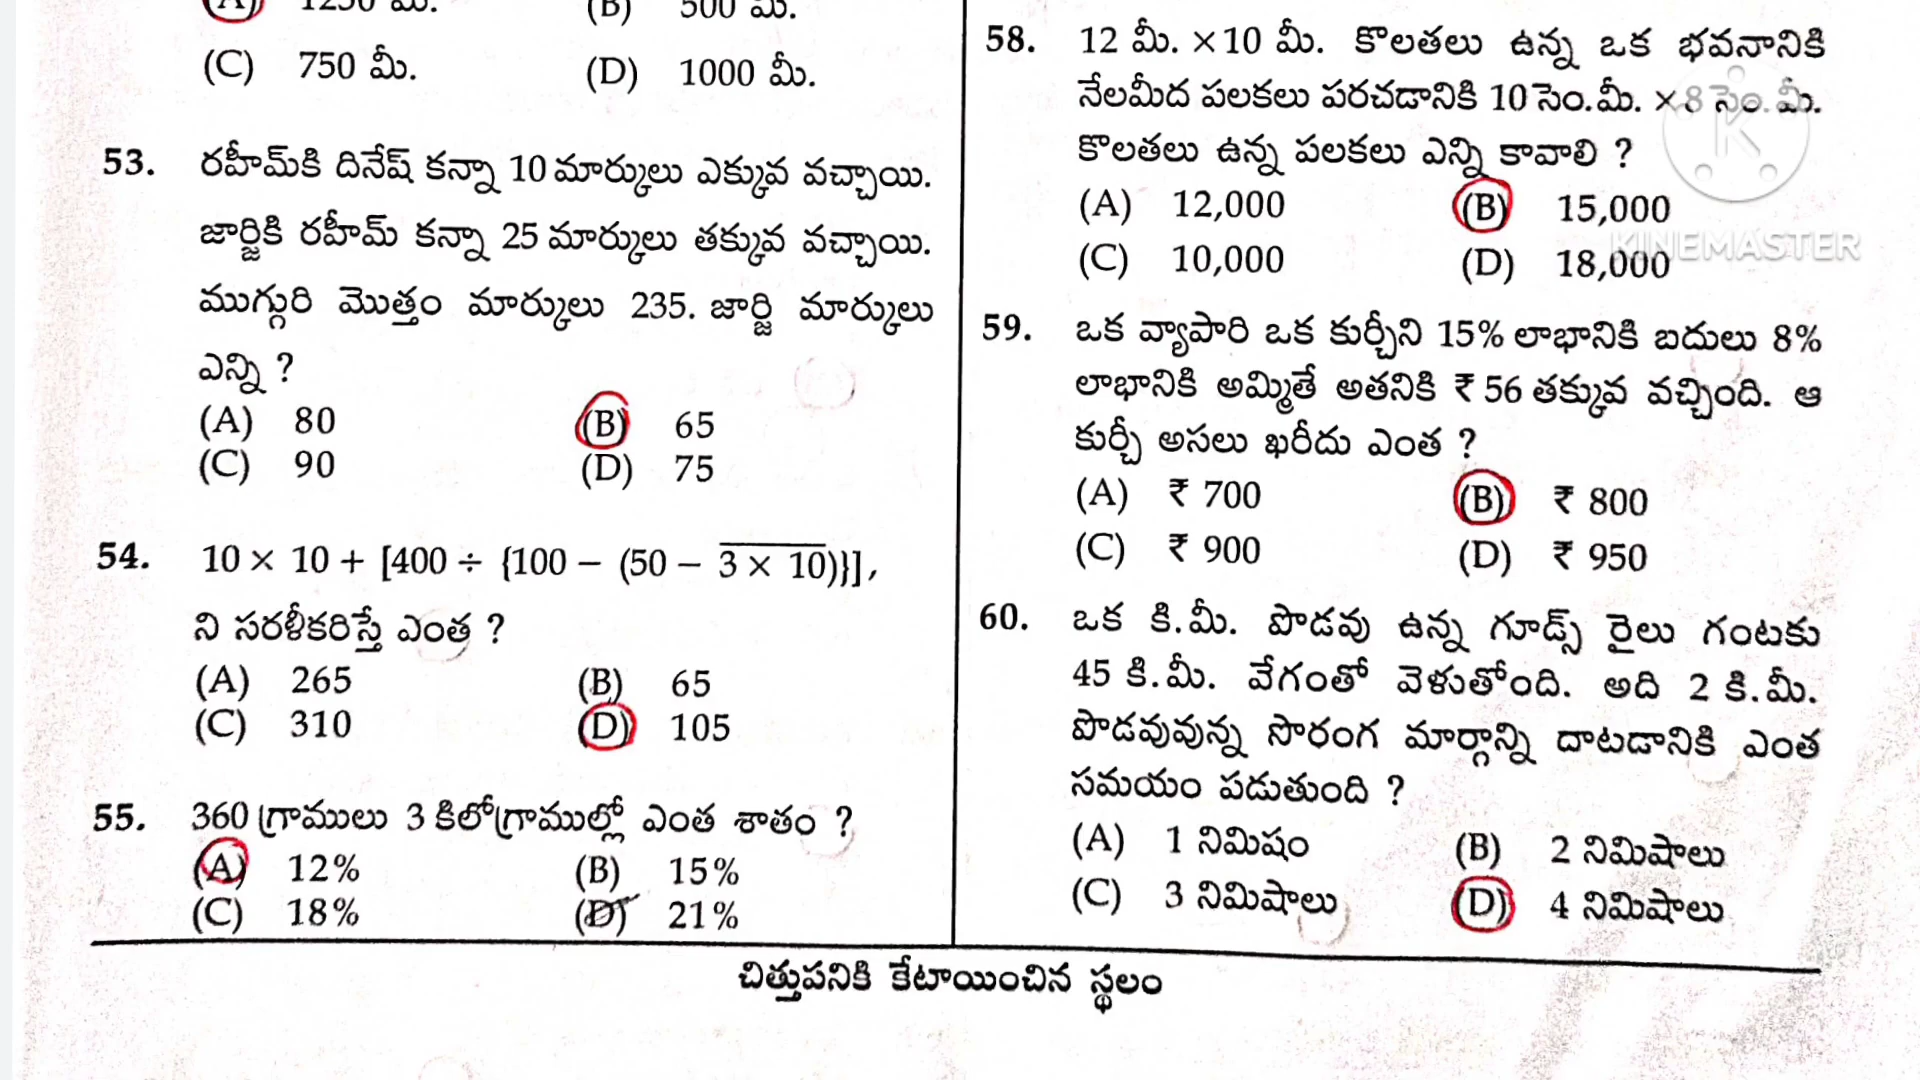 (A) 1250 మీ. (B) 500 మీ.
(C) 750 మీ. (D) 1000 మీ.
53. రహీమ్‌కి దినేష్ కన్నా 10 మార్కులు ఎక్కువ వచ్చాయి.
జార్జికి రహీమ్ కన్నా 25 మార్కులు తక్కువ వచ్చాయి.
ముగ్గురి మొత్తం మార్కులు 235. జార్జి మార్కులు
ఎన్ని ?
(A) 80 (B) 65
(C) 90 (D) 75
54. 10 × 10 + [400 ÷ {100 − (50 − 3 × 10)}],
ని సరళీకరిస్తే ఎంత ?
(A) 265 (B) 65
(C) 310 (D) 105
55. 360 గ్రాములు 3 కిలోగ్రాముల్లో ఎంత శాతం ?
(A) 12% (B) 15%
(C) 18% (D) 21%
58. 12 మీ. ×10 మీ. కొలతలు ఉన్న ఒక భవనానికి
నేలమీద పలకలు పరచడానికి 10 సెం.మీ. ×8 సెం.మీ.
కొలతలు ఉన్న పలకలు ఎన్ని కావాలి ?
(A) 12,000 (B) 15,000
(C) 10,000 (D) 18,000
KINEMASTER
59. ఒక వ్యాపారి ఒక కుర్చీని 15% లాభానికి బదులు 8%
లాభానికి అమ్మితే అతనికి ₹ 56 తక్కువ వచ్చింది. ఆ
కుర్చీ అసలు ఖరీదు ఎంత ?
(A) ₹ 700 (B) ₹ 800
(C) ₹ 900 (D) ₹ 950
60. ఒక కి.మీ. పొడవు ఉన్న గూడ్స్ రైలు గంటకు
45 కి.మీ. వేగంతో వెళుతోంది. అది 2 కి.మీ.
పొడవువున్న సొరంగ మార్గాన్ని దాటడానికి ఎంత
సమయం పడుతుంది ?
(A) 1 నిమిషం (B) 2 నిమిషాలు
(C) 3 నిమిషాలు (D) 4 నిమిషాలు
చిత్తుపనికి కేటాయించిన స్థలం